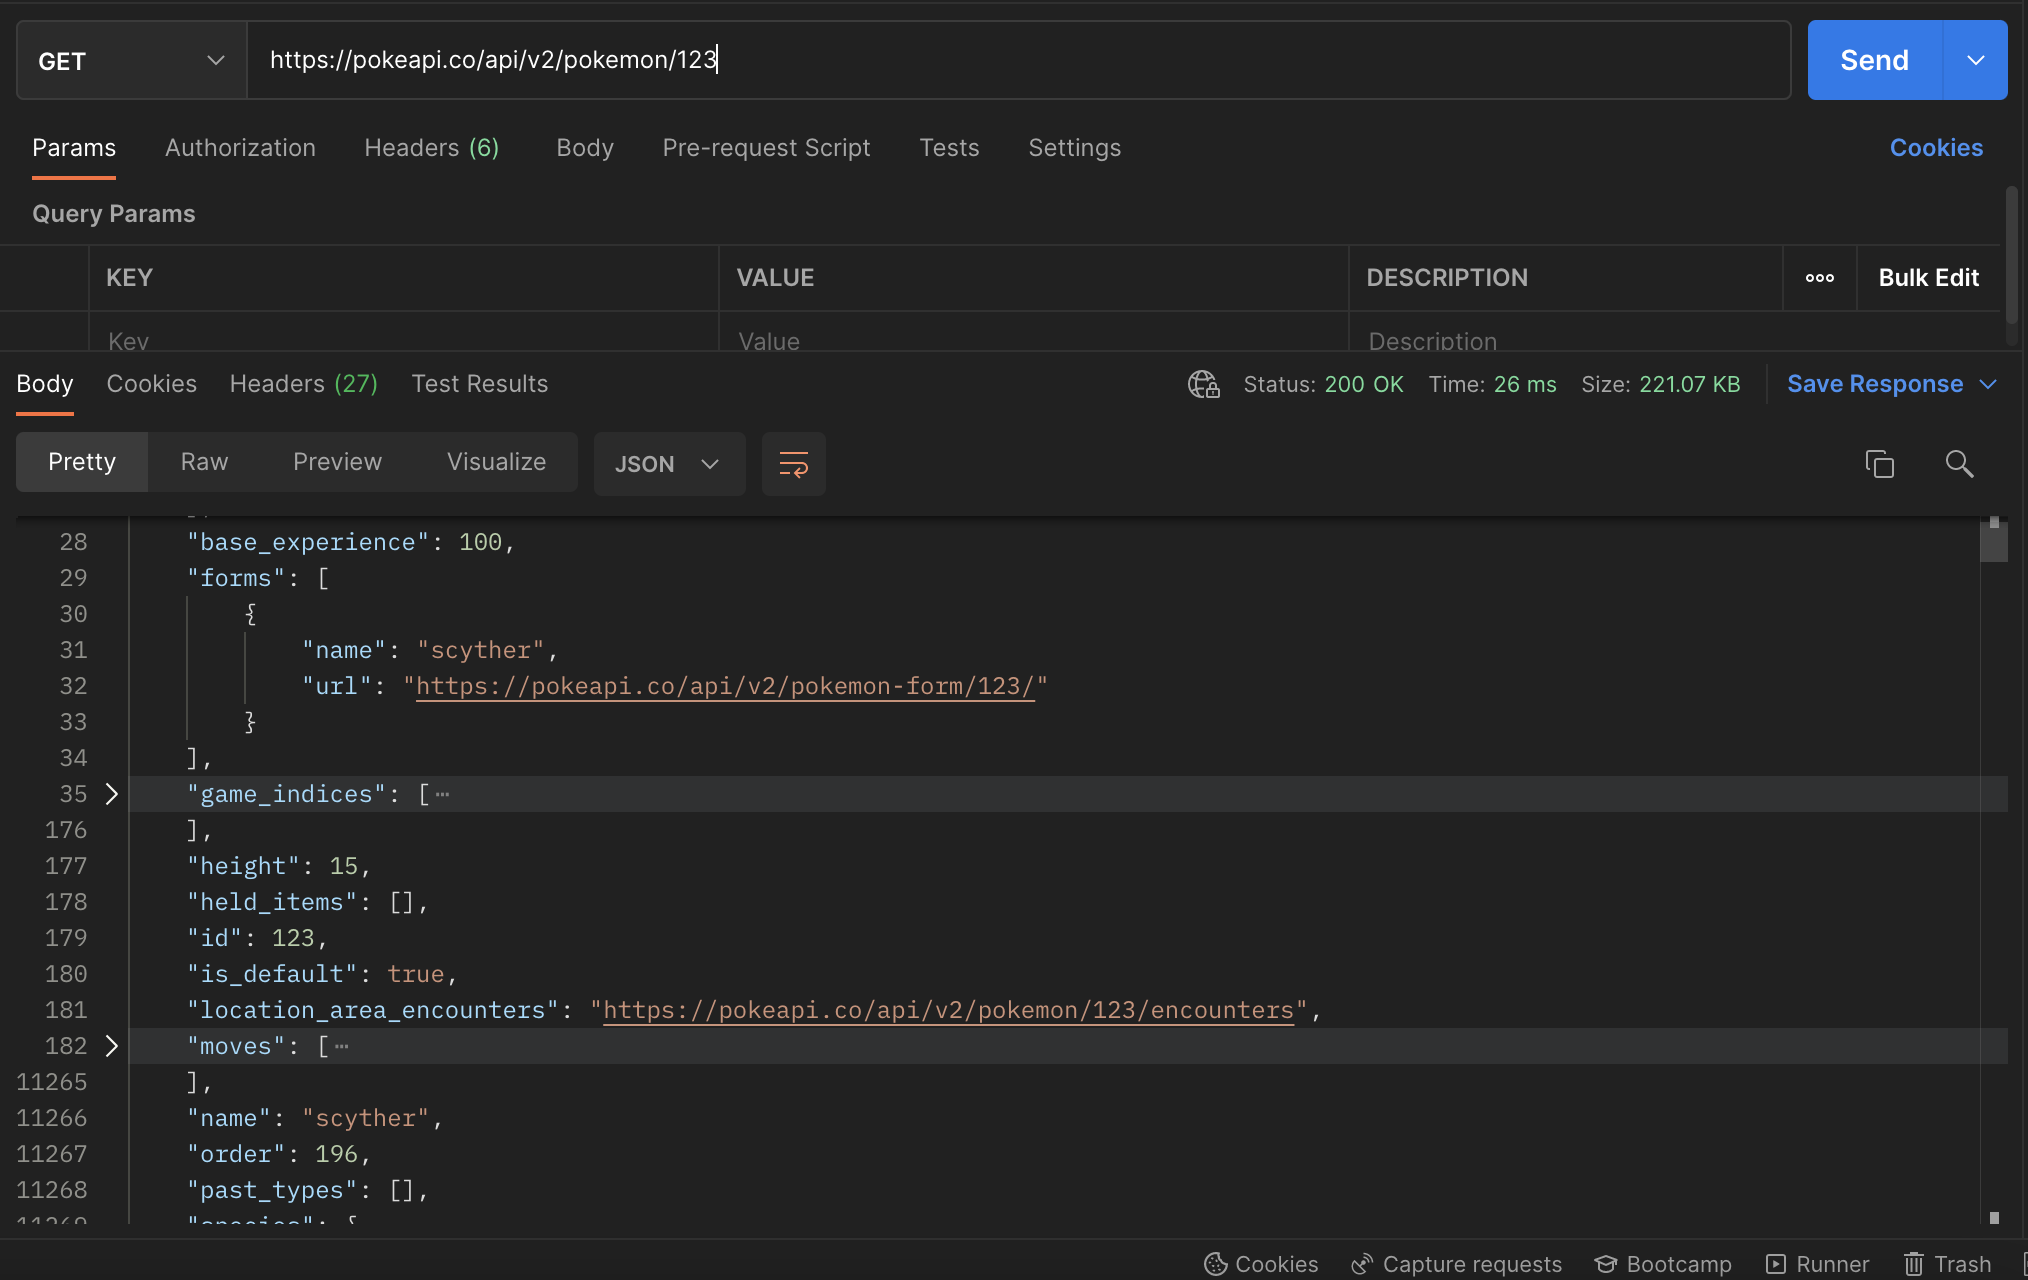 GET https://pokeapi.co/api/v2/pokemon/123 Send
Params Authorization Headers (6) Body Pre-request Script Tests Settings Cookies
Query Params
KEY VALUE DESCRIPTION ooo Bulk Edit
Key Value Description
Body Cookies Headers (27) Test Results Status: 200 OK Time: 26 ms Size: 221.07 KB Save Response
Pretty Raw Preview Visualize JSON
28 "base_experience": 100,
29 "forms": [
30 {
31 "name": "scyther",
32 "url": "https://pokeapi.co/api/v2/pokemon-form/123/"
33 }
34 ],
35 "game_indices": [⋯
176 ],
177 "height": 15,
178 "held_items": [],
179 "id": 123,
180 "is_default": true,
181 "location_area_encounters": "https://pokeapi.co/api/v2/pokemon/123/encounters",
182 "moves": [⋯
11265 ],
11266 "name": "scyther",
11267 "order": 196,
11268 "past_types": [],
11269 "species": {
Cookies Capture requests Bootcamp Runner Trash